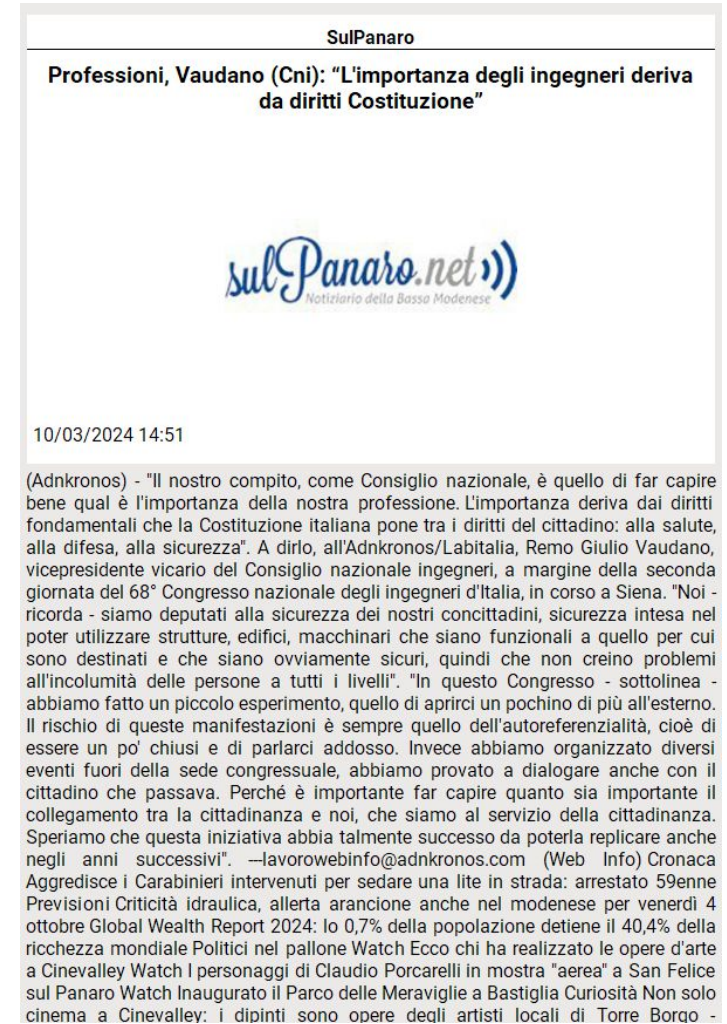 SulPanaro
Professioni, Vaudano (Cni): “L'importanza degli ingegneri deriva
da diritti Costituzione”
sulPanaro.net
Notiziario della Bassa Modenese
10/03/2024 14:51
(Adnkronos) - "Il nostro compito, come Consiglio nazionale, è quello di far capire
bene qual è l'importanza della nostra professione. L'importanza deriva dai diritti
fondamentali che la Costituzione italiana pone tra i diritti del cittadino: alla salute,
alla difesa, alla sicurezza". A dirlo, all'Adnkronos/Labitalia, Remo Giulio Vaudano,
vicepresidente vicario del Consiglio nazionale ingegneri, a margine della seconda
giornata del 68° Congresso nazionale degli ingegneri d'Italia, in corso a Siena. "Noi -
ricorda - siamo deputati alla sicurezza dei nostri concittadini, sicurezza intesa nel
poter utilizzare strutture, edifici, macchinari che siano funzionali a quello per cui
sono destinati e che siano ovviamente sicuri, quindi che non creino problemi
all'incolumità delle persone a tutti i livelli". "In questo Congresso - sottolinea -
abbiamo fatto un piccolo esperimento, quello di aprirci un pochino di più all'esterno.
Il rischio di queste manifestazioni è sempre quello dell'autoreferenzialità, cioè di
essere un po' chiusi e di parlarci addosso. Invece abbiamo organizzato diversi
eventi fuori della sede congressuale, abbiamo provato a dialogare anche con il
cittadino che passava. Perché è importante far capire quanto sia importante il
collegamento tra la cittadinanza e noi, che siamo al servizio della cittadinanza.
Speriamo che questa iniziativa abbia talmente successo da poterla replicare anche
negli anni successivi". —lavorowebinfo@adnkronos.com (Web Info) Cronaca
Aggredisce i Carabinieri intervenuti per sedare una lite in strada: arrestato 59enne
Previsioni Criticità idraulica, allerta arancione anche nel modenese per venerdì 4
ottobre Global Wealth Report 2024: lo 0,7% della popolazione detiene il 40,4% della
ricchezza mondiale Politici nel pallone Watch Ecco chi ha realizzato le opere d'arte
a Cinevalley Watch I personaggi di Claudio Porcarelli in mostra "aerea" a San Felice
sul Panaro Watch Inaugurato il Parco delle Meraviglie a Bastiglia Curiosità Non solo
cinema a Cinevalley: i dipinti sono opere degli artisti locali di Torre Borgo -